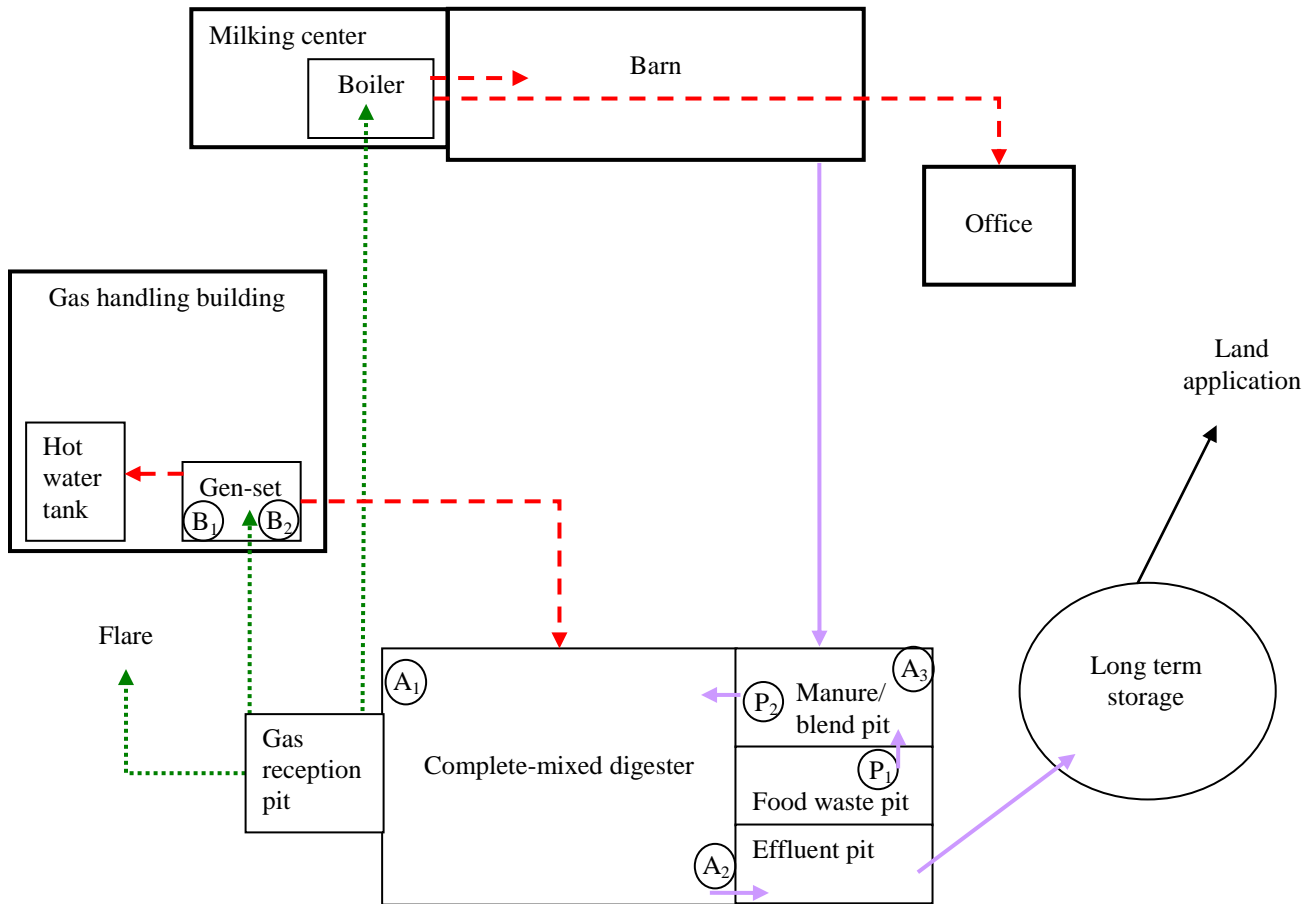 Milking center
Boiler
Barn
Office
Gas handling building
Land
application
Hot
water
tank
Gen-set
B₁
B₂
Flare
A₁
A₃
P₂
Manure/
blend pit
Long term
storage
Gas
reception
pit
Complete-mixed digester
P₁
Food waste pit
A₂
Effluent pit